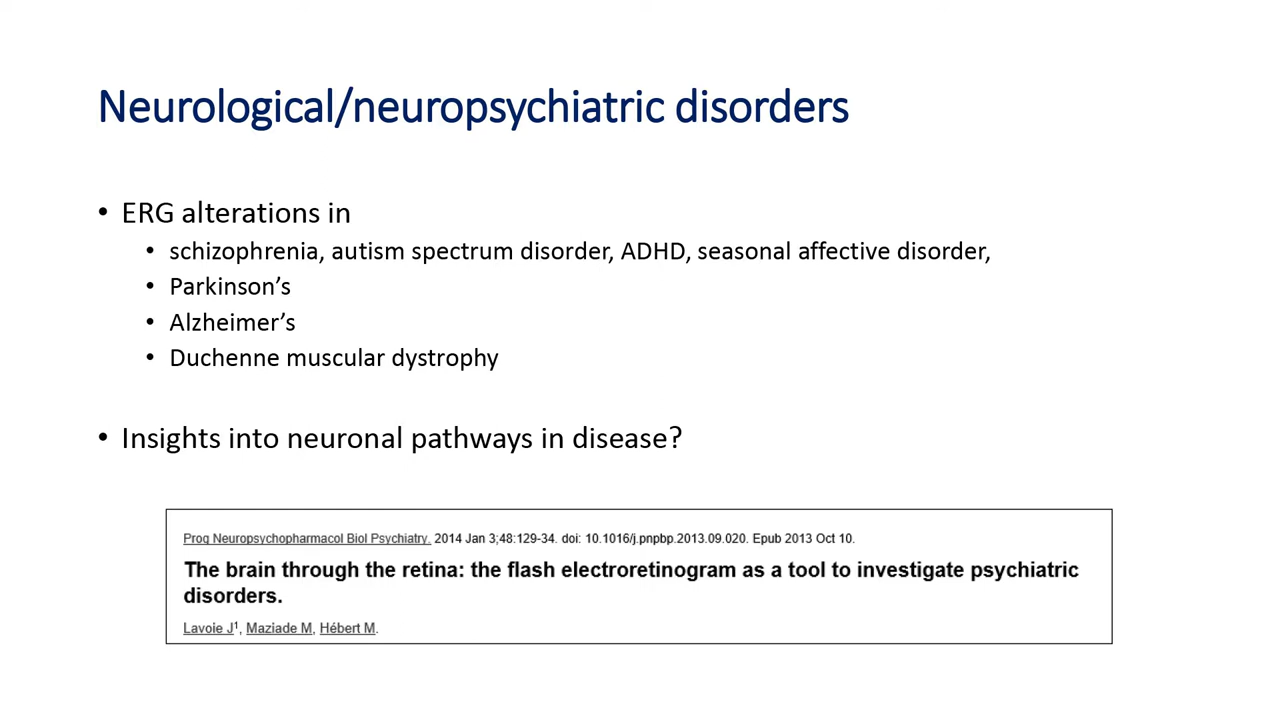 Neurological/neuropsychiatric disorders
• ERG alterations in
• schizophrenia, autism spectrum disorder, ADHD, seasonal affective disorder,
• Parkinson’s
• Alzheimer’s
• Duchenne muscular dystrophy
• Insights into neuronal pathways in disease?
Prog Neuropsychopharmacol Biol Psychiatry. 2014 Jan 3;48:129-34. doi: 10.1016/j.pnpbp.2013.09.020. Epub 2013 Oct 10.
The brain through the retina: the flash electroretinogram as a tool to investigate psychiatric
disorders.
Lavoie J¹, Maziade M, Hébert M.